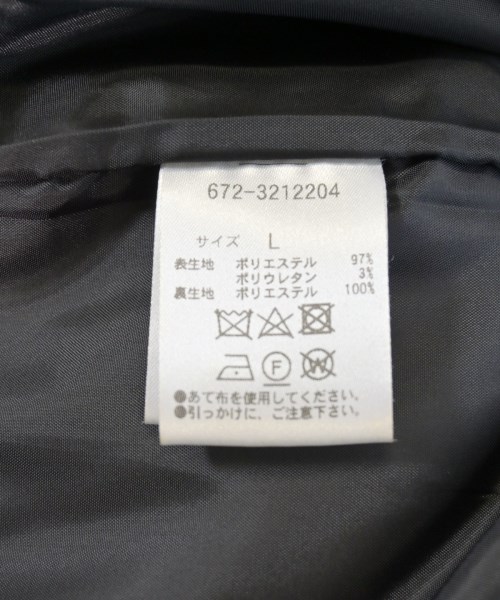 672-3212204
サイズ L
表生地 ポリエステル 97%
ポリウレタン 3%
裏生地 ポリエステル 100%
F W
●あて布を使用してください。
●引っかけに、ご注意下さい。